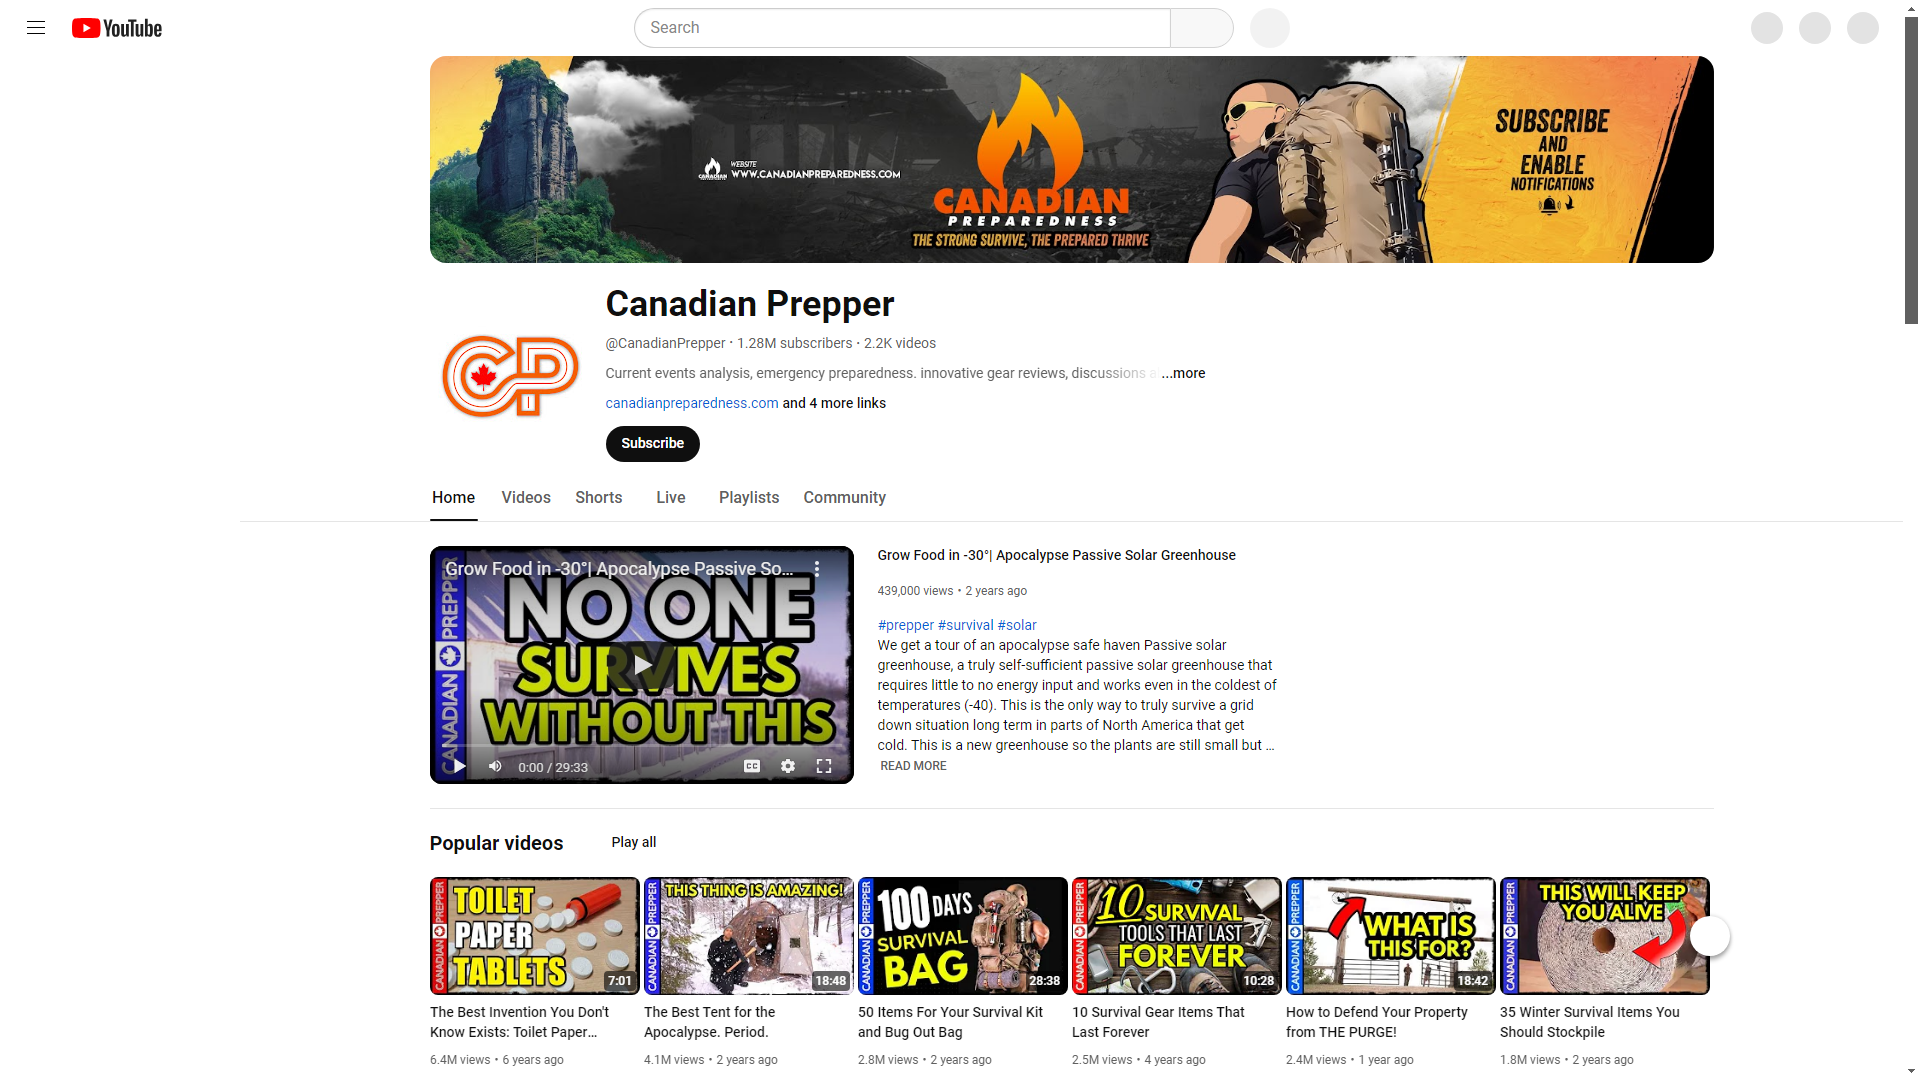 YouTube
Search
WEBSITE
WWW.CANADIANPREPAREDNESS.COM
CANADIAN
PREPAREDNESS
THE STRONG SURVIVE, THE PREPARED THRIVE
SUBSCRIBE
AND
ENABLE
NOTIFICATIONS
Canadian Prepper
@CanadianPrepper • 1.28M subscribers • 2.2K videos
Current events analysis, emergency preparedness. innovative gear reviews, discussions a ...more
canadianpreparedness.com and 4 more links
CP
Subscribe
Home Videos Shorts Live Playlists Community
Grow Food in -30°| Apocalypse Passive So...
CANADIAN PREPPER
NO ONE
SURVIVES
WITHOUT THIS
0:00 / 29:33
CC
Grow Food in -30°| Apocalypse Passive Solar Greenhouse
439,000 views • 2 years ago
#prepper #survival #solar
We get a tour of an apocalypse safe haven Passive solar
greenhouse, a truly self-sufficient passive solar greenhouse that
requires little to no energy input and works even in the coldest of
temperatures (-40). This is the only way to truly survive a grid
down situation long term in parts of North America that get
cold. This is a new greenhouse so the plants are still small but ...
READ MORE
Popular videos Play all
CANADIAN PREPPER
TOILET
PAPER
TABLETS
7:01
The Best Invention You Don't
Know Exists: Toilet Paper...
6.4M views • 6 years ago
CANADIAN PREPPER
THIS THING IS AMAZING!
18:48
The Best Tent for the
Apocalypse. Period.
4.1M views • 2 years ago
CANADIAN PREPPER
100 DAYS
SURVIVAL
BAG
28:38
50 Items For Your Survival Kit
and Bug Out Bag
2.8M views • 2 years ago
CANADIAN PREPPER
10 SURVIVAL
TOOLS THAT LAST
FOREVER
10:28
10 Survival Gear Items That
Last Forever
2.5M views • 4 years ago
CANADIAN PREPPER
WHAT IS
THIS FOR?
18:42
How to Defend Your Property
from THE PURGE!
2.4M views • 1 year ago
CANADIAN PREPPER
THIS WILL KEEP
YOU ALIVE
35 Winter Survival Items You
Should Stockpile
1.8M views • 2 years ago